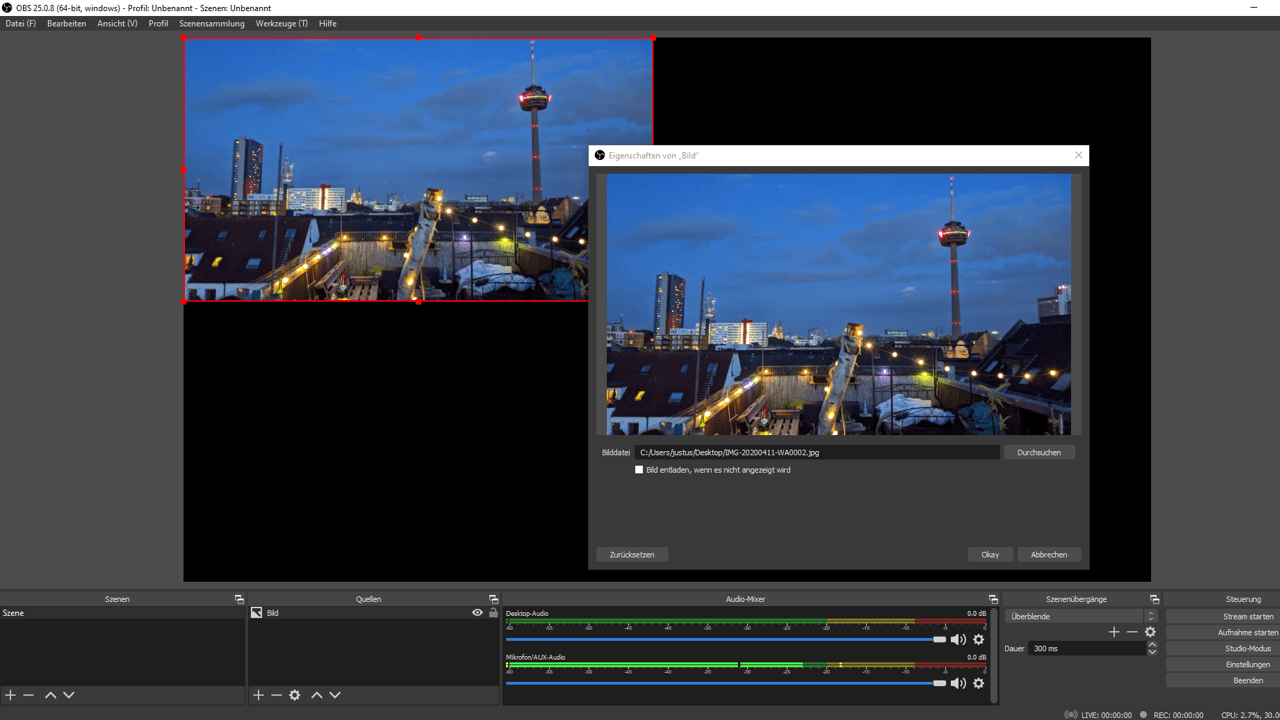 OBS 25.0.8 (64-bit, windows) - Profil: Unbenannt - Szenen: Unbenannt
Datei (F) Bearbeiten Ansicht (V) Profil Szenensammlung Werkzeuge (T) Hilfe
Eigenschaften von „Bild"
Bilddatei C:/Users/justus/Desktop/IMG-20200411-WA0002.jpg Durchsuchen
Bild entladen, wenn es nicht angezeigt wird
Zurücksetzen Okay Abbrechen
Szenen
Szene
Quellen
Bild
Audio-Mixer
Desktop-Audio 0.0 dB
-60 -55 -50 -45 -40 -35 -30 -25 -20 -15 -10 -5 0
Mikrofon/AUX-Audio 0.0 dB
-60 -55 -50 -45 -40 -35 -30 -25 -20 -15 -10 -5 0
Szenenübergänge
Überblende
Dauer 300 ms
Steuerung
Stream starten
Aufnahme starten
Studio-Modus
Einstellungen
Beenden
LIVE: 00:00:00 REC: 00:00:00 CPU: 2.7%, 30.0